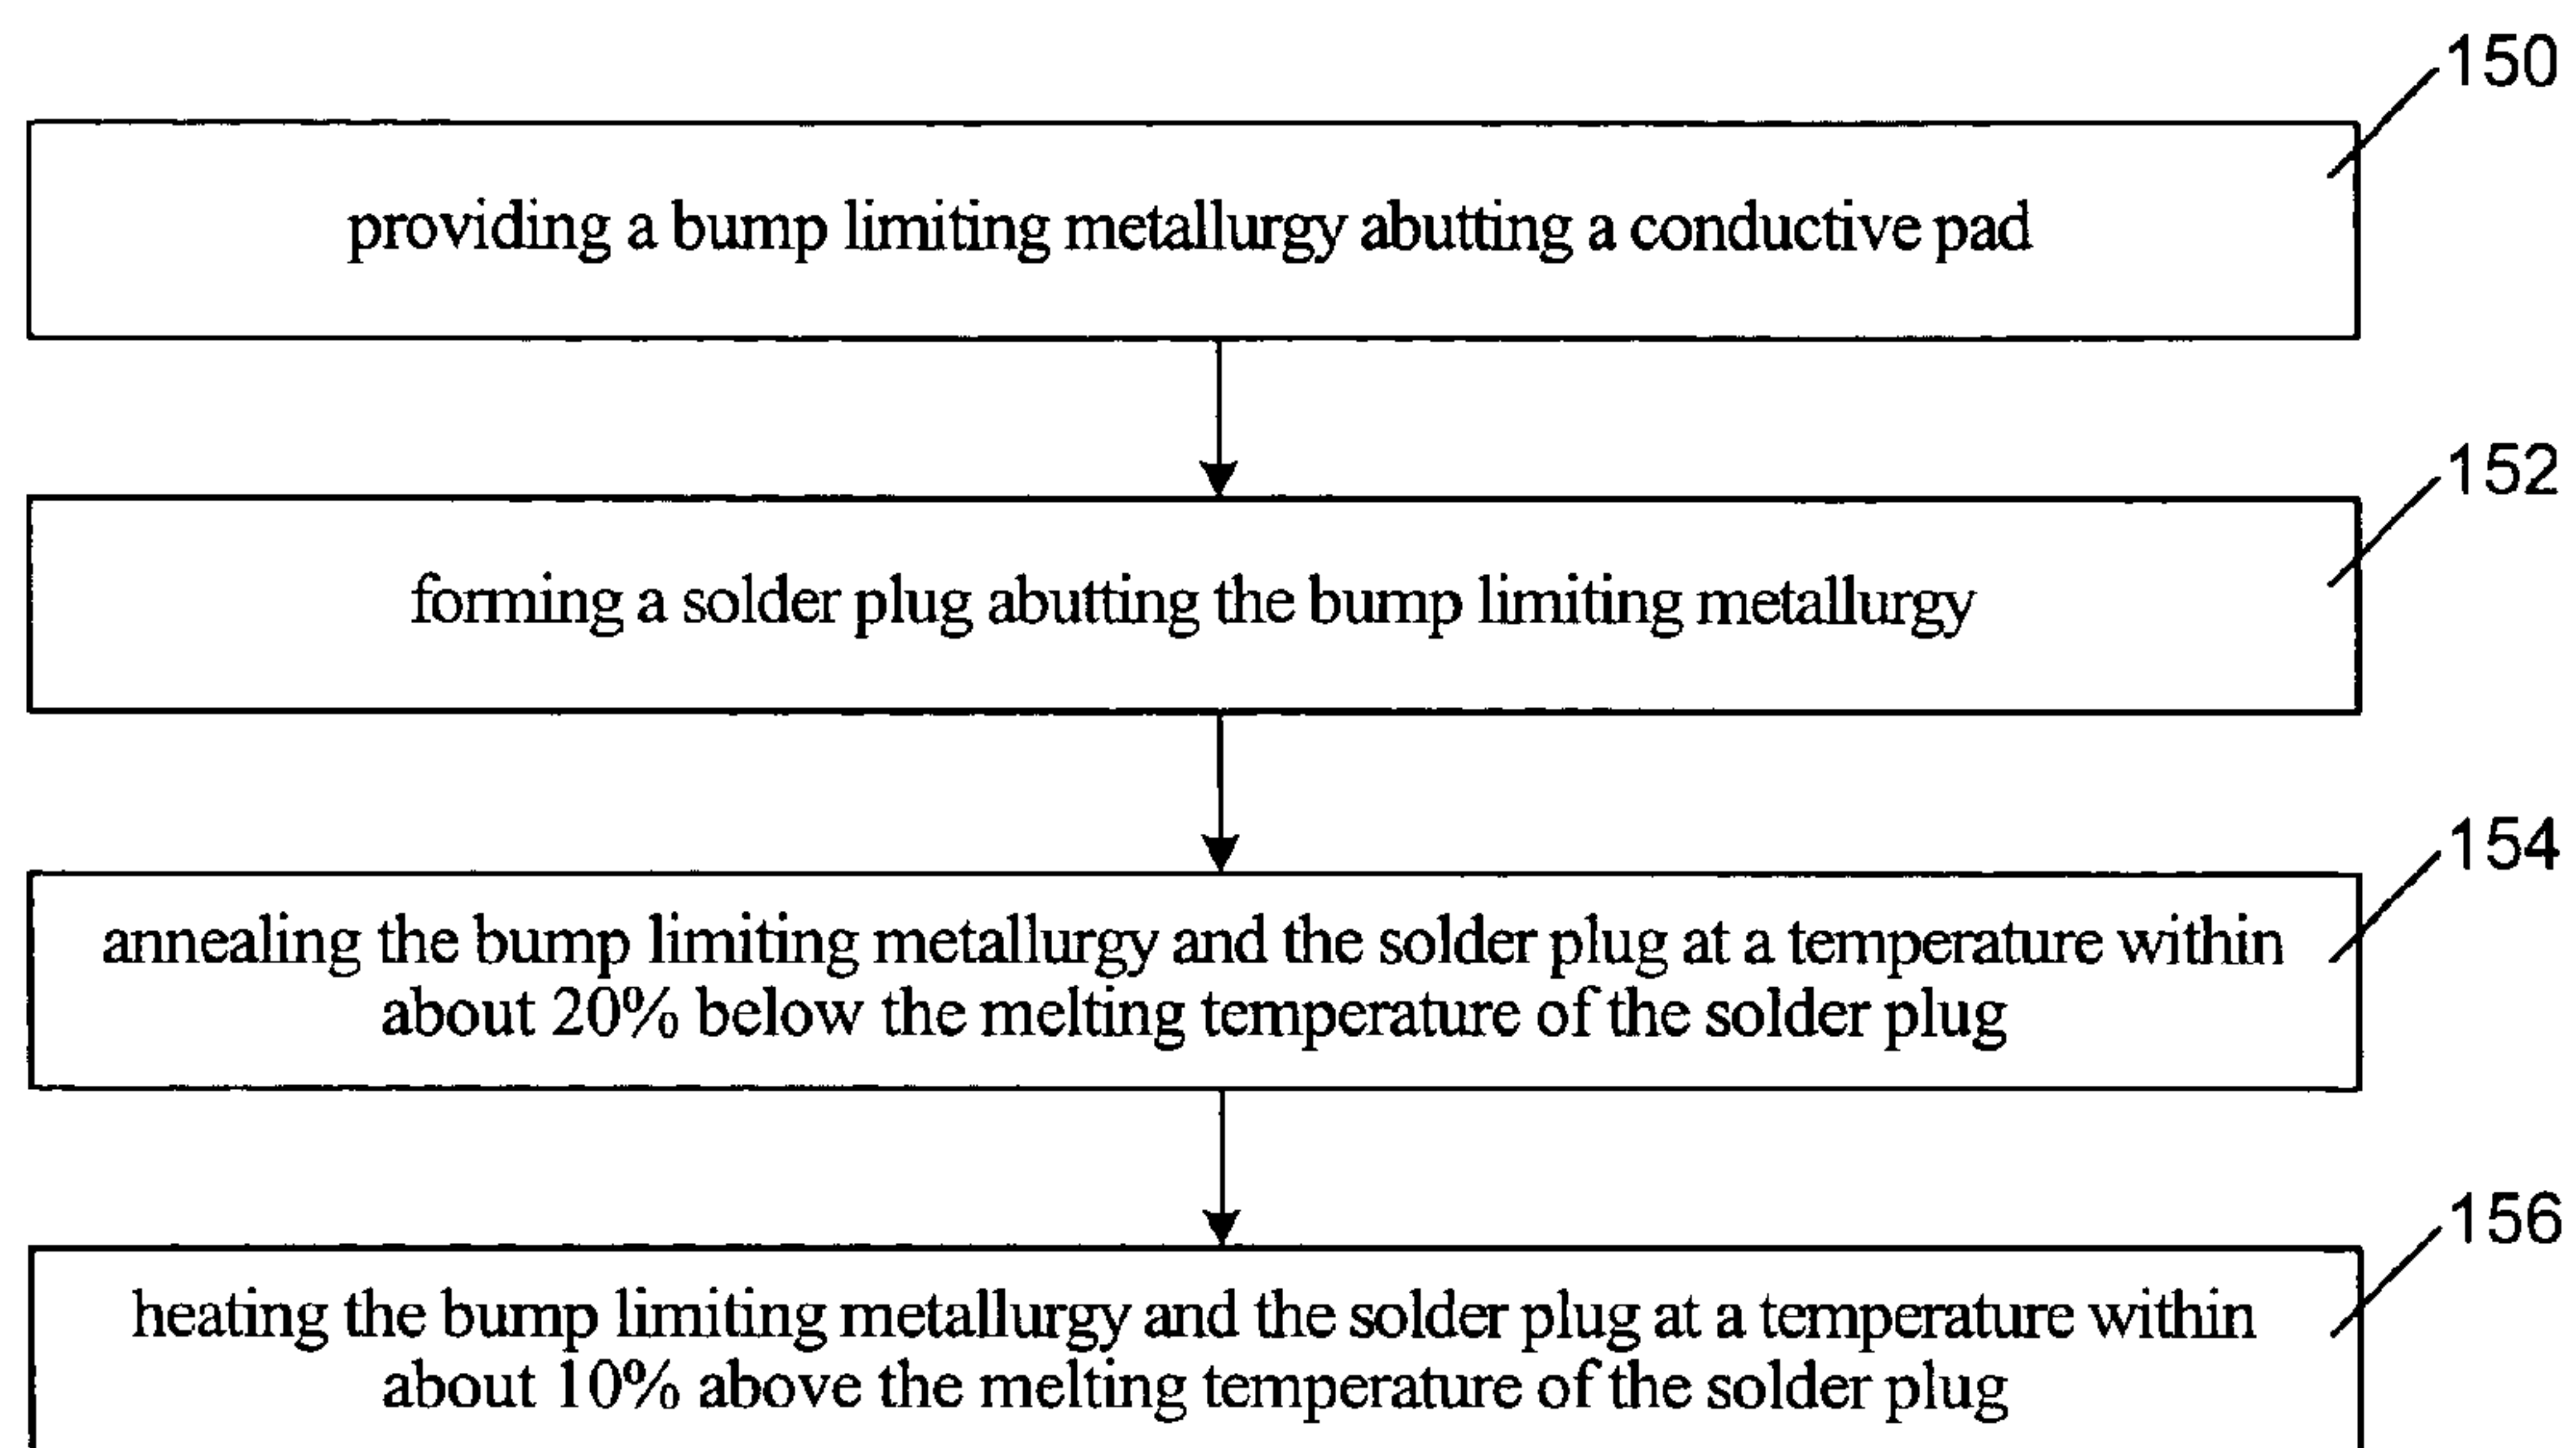 150
providing a bump limiting metallurgy abutting a conductive pad
152
forming a solder plug abutting the bump limiting metallurgy
154
annealing the bump limiting metallurgy and the solder plug at a temperature within
about 20% below the melting temperature of the solder plug
156
heating the bump limiting metallurgy and the solder plug at a temperature within
about 10% above the melting temperature of the solder plug